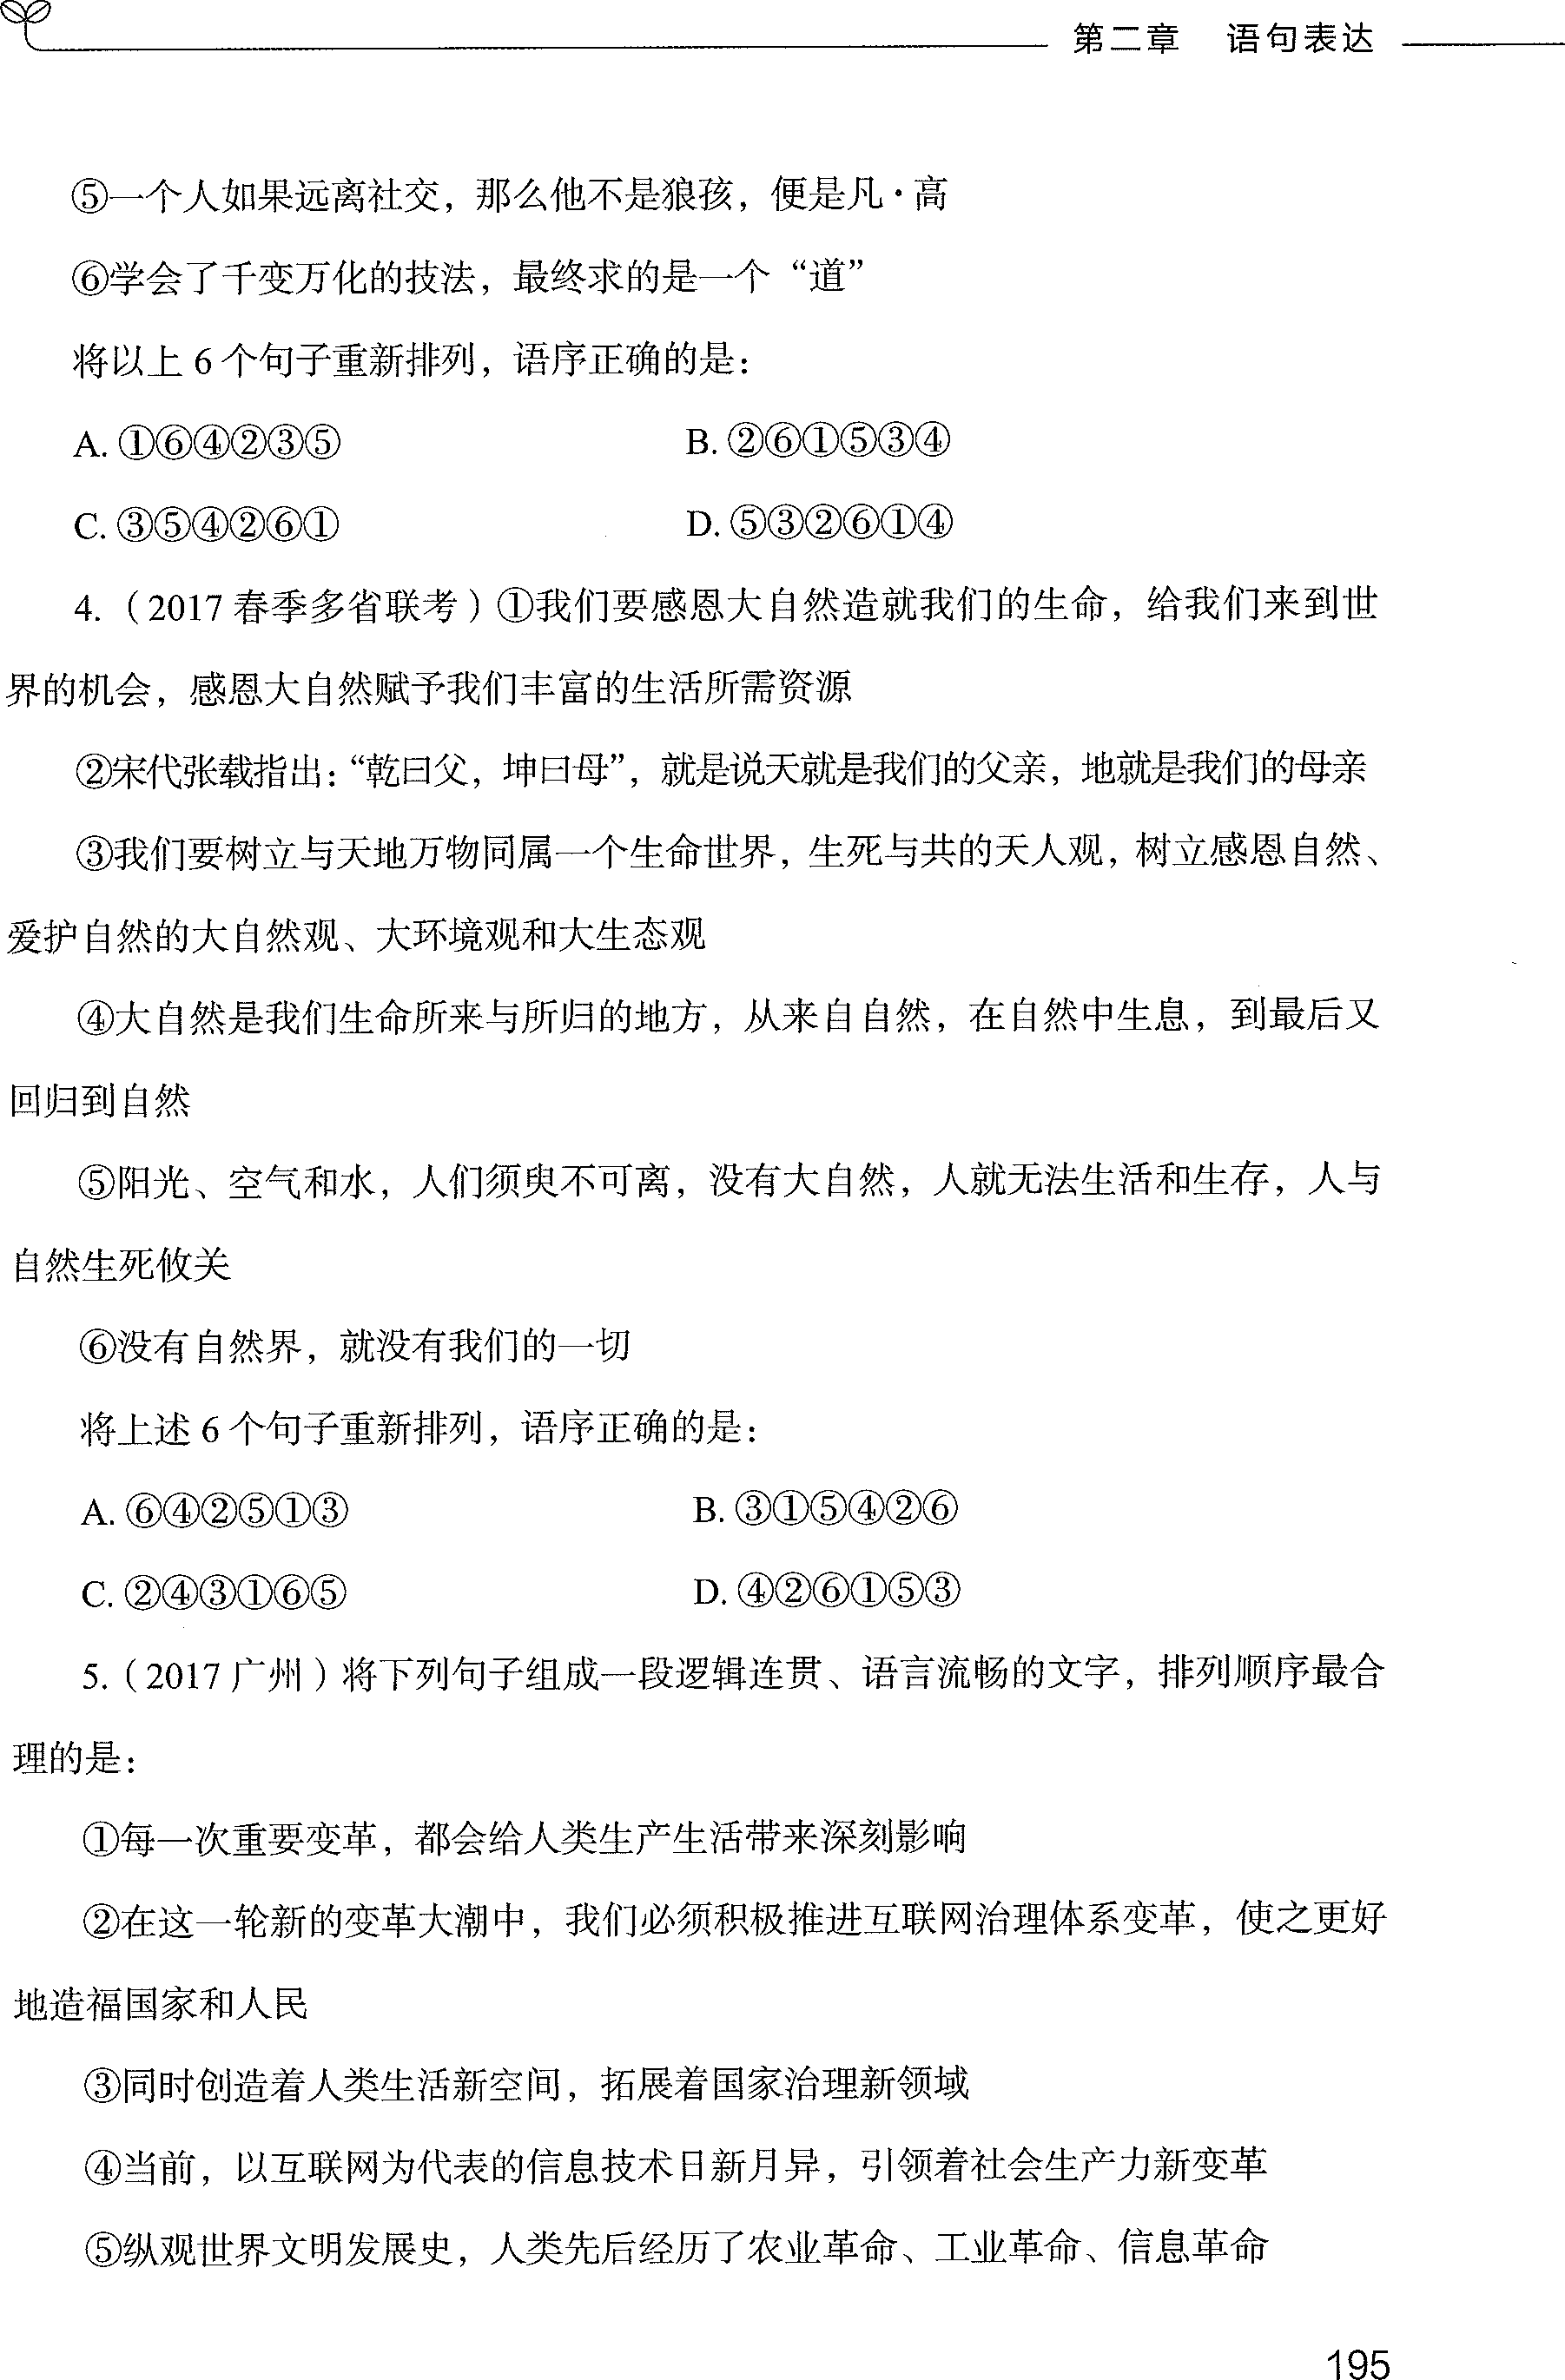 第二章 语句表达
⑤一个人如果远离社交，那么他不是狼孩，便是凡·高
⑥学会了千变万化的技法，最终求的是一个“道”
将以上 6 个句子重新排列，语序正确的是：
A. ①⑥④②③⑤ B. ②⑥①⑤③④
C. ③⑤④②⑥① D. ⑤③②⑥①④
4.（2017 春季多省联考）①我们要感恩大自然造就我们的生命，给我们来到世
界的机会，感恩大自然赋予我们丰富的生活所需资源
②宋代张载指出：“乾曰父，坤曰母”，就是说天就是我们的父亲，地就是我们的母亲
③我们要树立与天地万物同属一个生命世界，生死与共的天人观，树立感恩自然、
爱护自然的大自然观、大环境观和大生态观
④大自然是我们生命所来与所归的地方，从来自自然，在自然中生息，到最后又
回归到自然
⑤阳光、空气和水，人们须臾不可离，没有大自然，人就无法生活和生存，人与
自然生死攸关
⑥没有自然界，就没有我们的一切
将上述 6 个句子重新排列，语序正确的是：
A. ⑥④②⑤①③ B. ③①⑤④②⑥
C. ②④③①⑥⑤ D. ④②⑥①⑤③
5.（2017 广州）将下列句子组成一段逻辑连贯、语言流畅的文字，排列顺序最合
理的是：
①每一次重要变革，都会给人类生产生活带来深刻影响
②在这一轮新的变革大潮中，我们必须积极推进互联网治理体系变革，使之更好
地造福国家和人民
③同时创造着人类生活新空间，拓展着国家治理新领域
④当前，以互联网为代表的信息技术日新月异，引领着社会生产力新变革
⑤纵观世界文明发展史，人类先后经历了农业革命、工业革命、信息革命
195